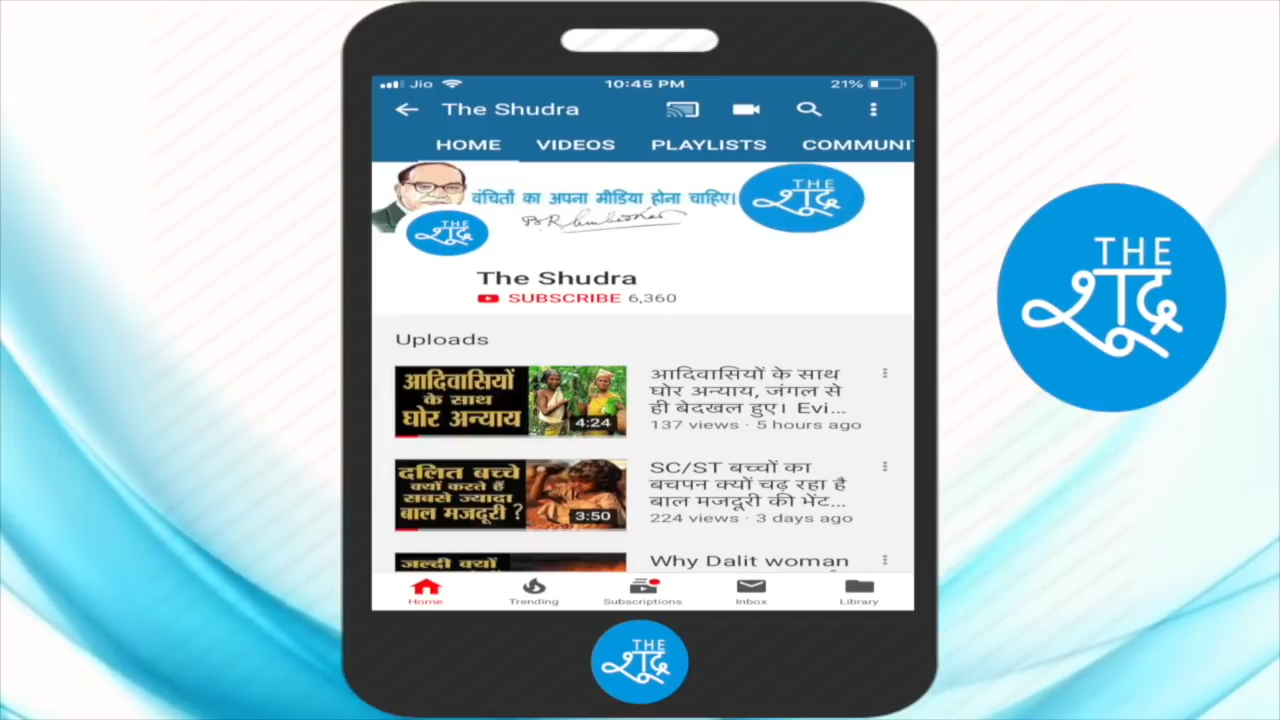 Jio 10:45 PM 21%
The Shudra
HOME VIDEOS PLAYLISTS COMMUNI
वंचितों का अपना मीडिया होना चाहिए।
THE
शूद्र
THE
शूद्र
The Shudra
SUBSCRIBE 6,360
Uploads
आदिवासियों
के साथ
घोर अन्याय
4:24
आदिवासियों के साथ
घोर अन्याय, जंगल से
ही बेदखल हुए। Evi...
137 views · 5 hours ago
दलित बच्चे
क्यों करते हैं
सबसे ज्यादा
बाल मजदूरी ?
3:50
SC/ST बच्चों का
बचपन क्यों चढ़ रहा है
बाल मजदूरी की भेंट...
224 views · 3 days ago
जल्दी क्यों
Why Dalit woman
Home Trending Subscriptions Inbox Library
THE
शूद्र
THE
शूद्र